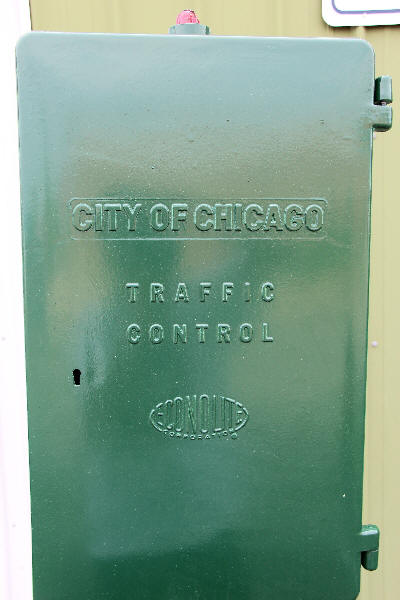 CITY OF CHICAGO
TRAFFIC
CONTROL
ECONOLITE
CORPORATION